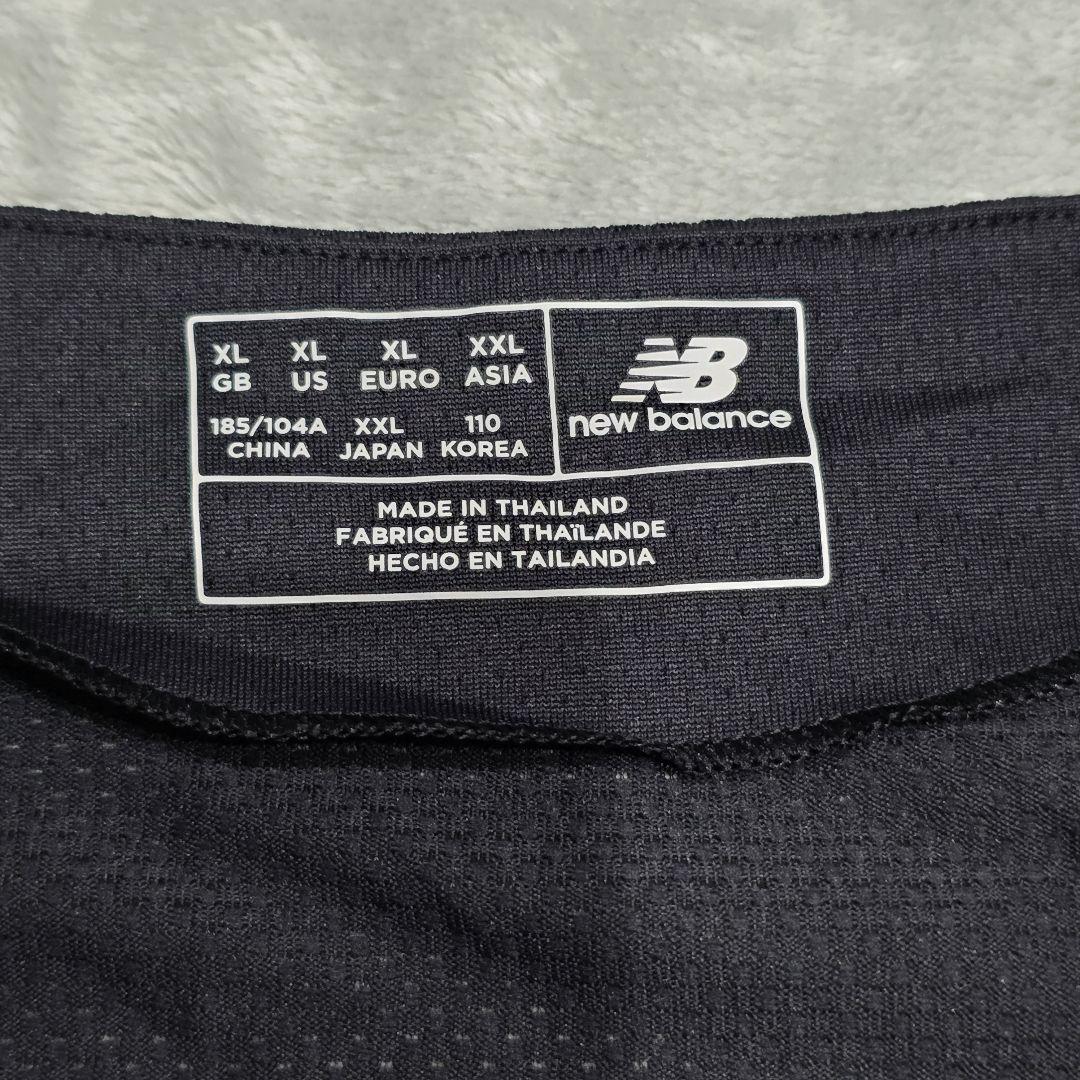 XL XL XL XXL
GB US EURO ASIA
185/104A XXL 110
CHINA JAPAN KOREA
NB
new balance
MADE IN THAILAND
FABRIQUÉ EN THAÏLANDE
HECHO EN TAILANDIA